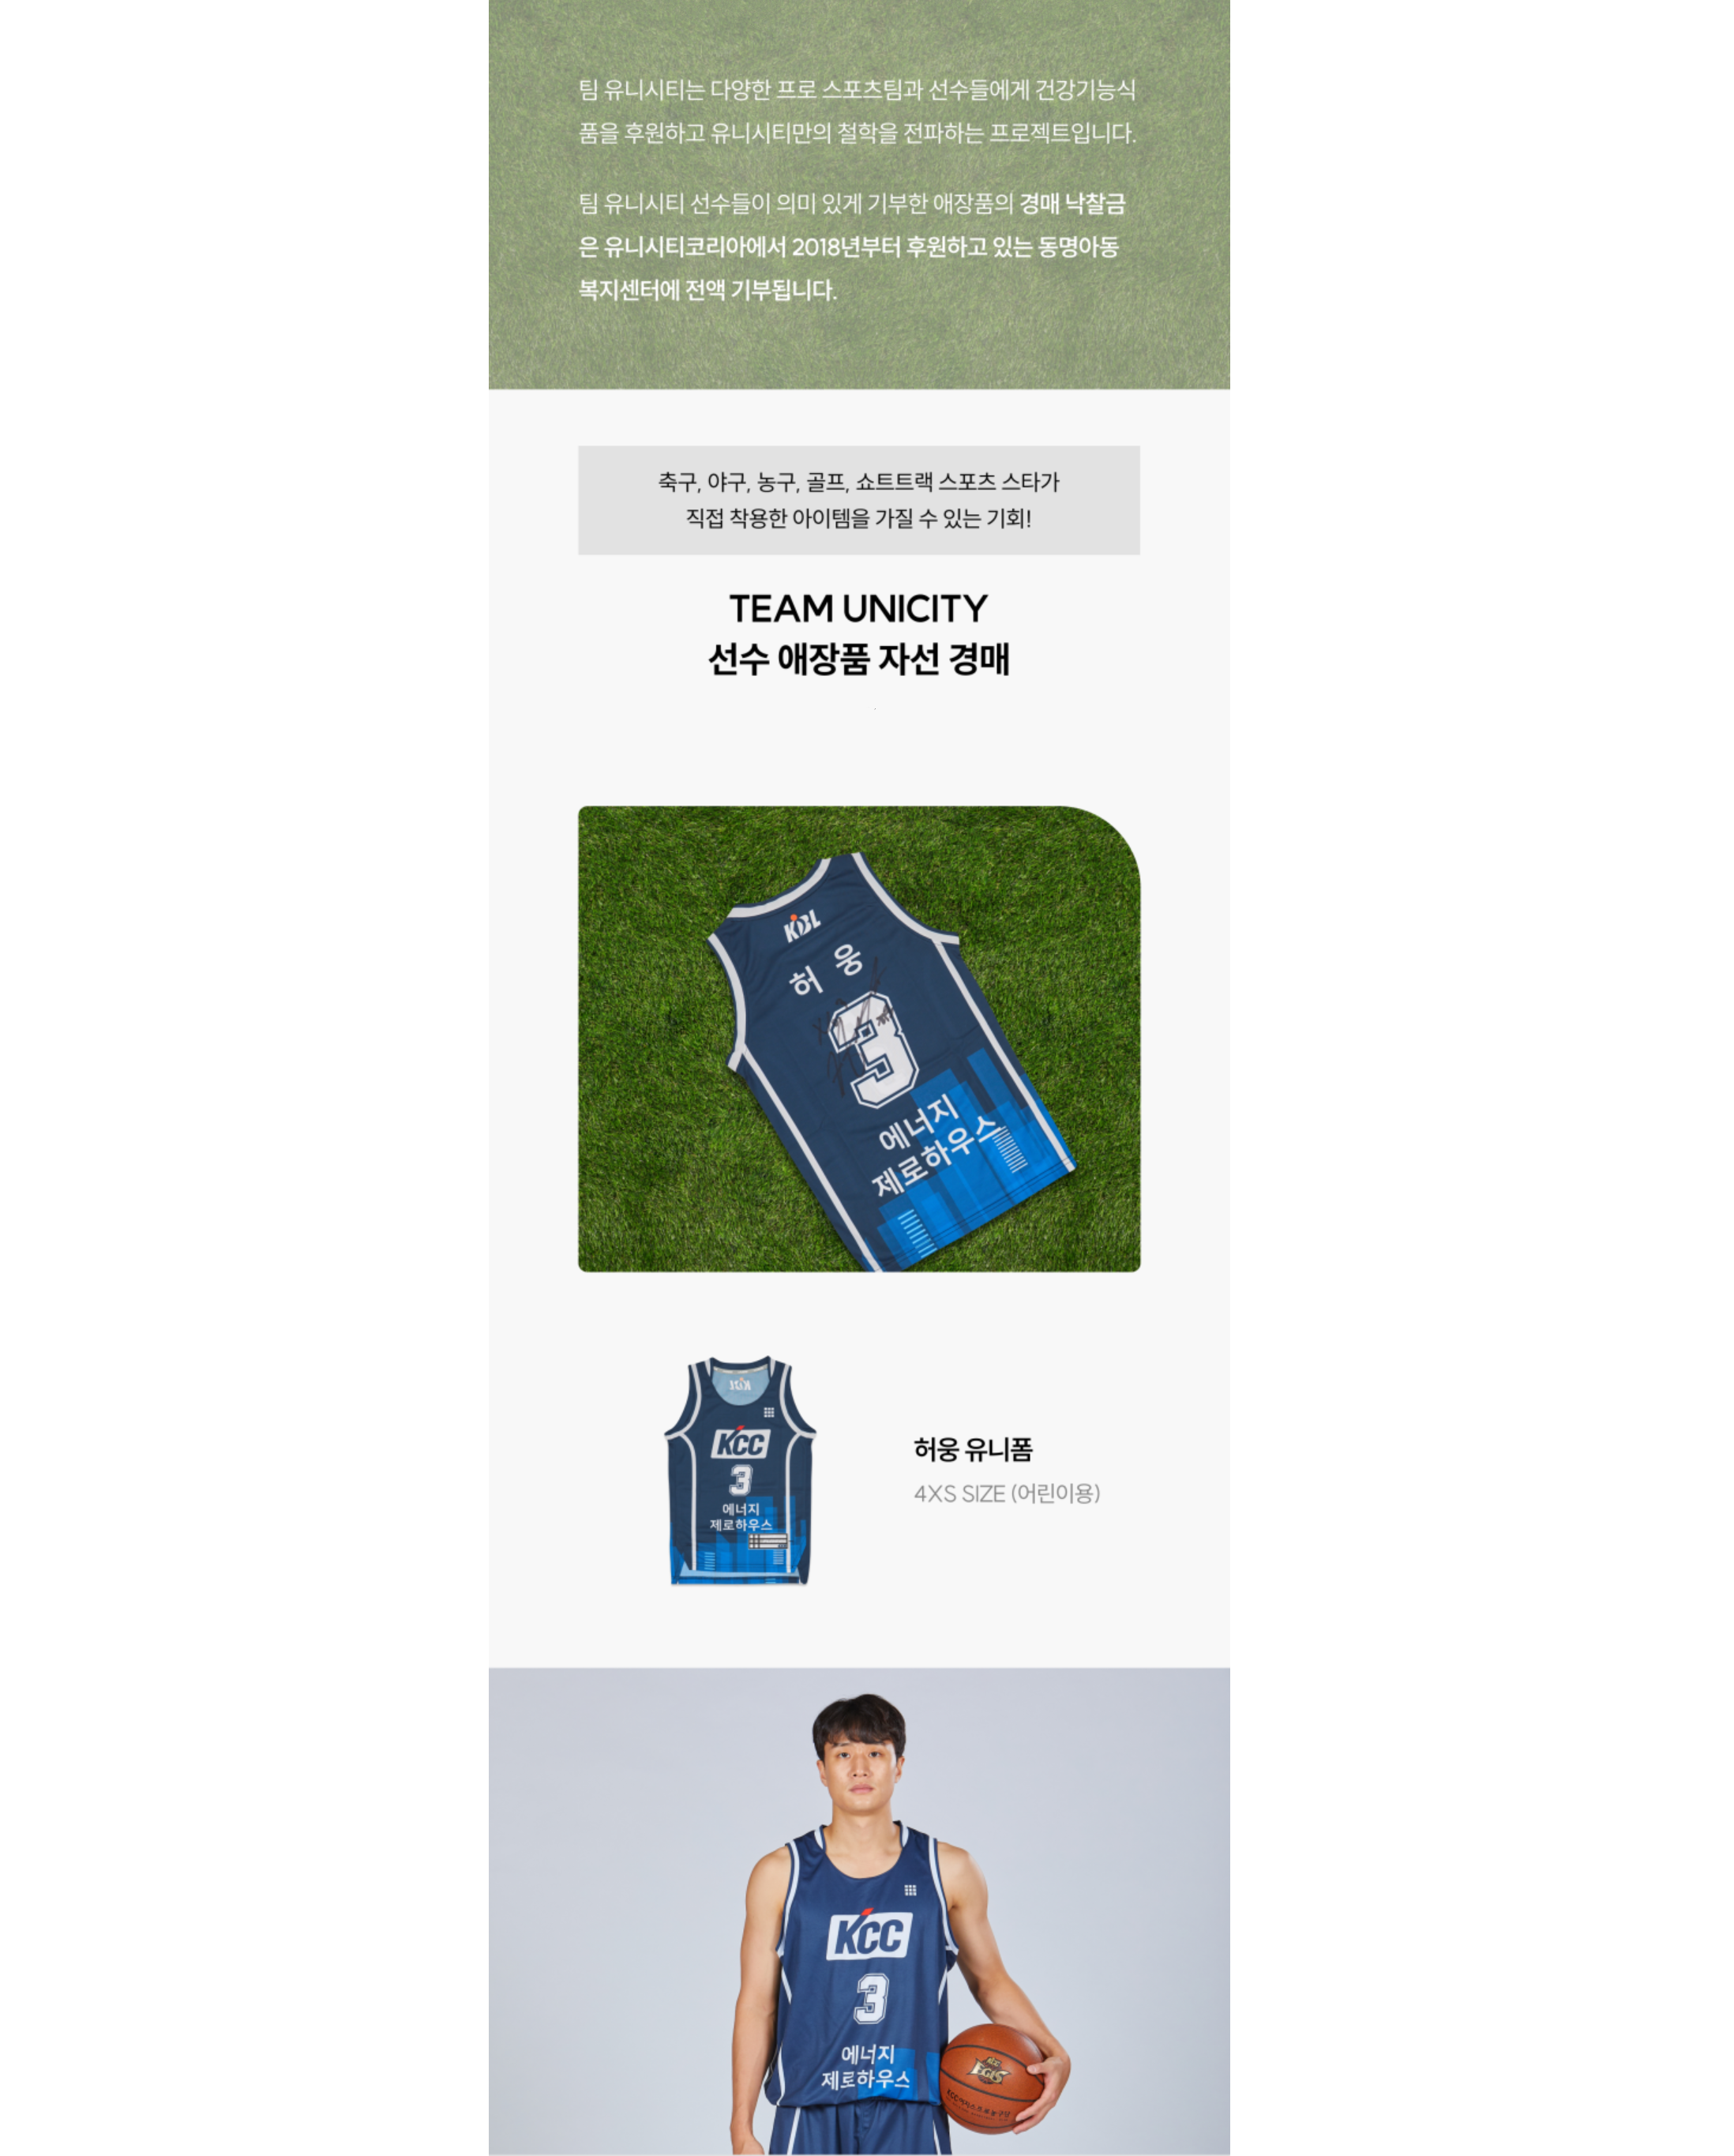 팀 유니시티는 다양한 프로 스포츠팀과 선수들에게 건강기능식
품을 후원하고 유니시티만의 철학을 전파하는 프로젝트입니다.
팀 유니시티 선수들이 의미 있게 기부한 애장품의 경매 낙찰금
은 유니시티코리아에서 2018년부터 후원하고 있는 동명아동
복지센터에 전액 기부됩니다.
축구, 야구, 농구, 골프, 쇼트트랙 스포츠 스타가
직접 착용한 아이템을 가질 수 있는 기회!
TEAM UNICITY
선수 애장품 자선 경매
KBL
허 웅
3
에너지
제로하우스
KCC
3
에너지
제로하우스
허웅 유니폼
4XS SIZE (어린이용)
KCC
3
에너지
제로하우스
KCC
EGIS